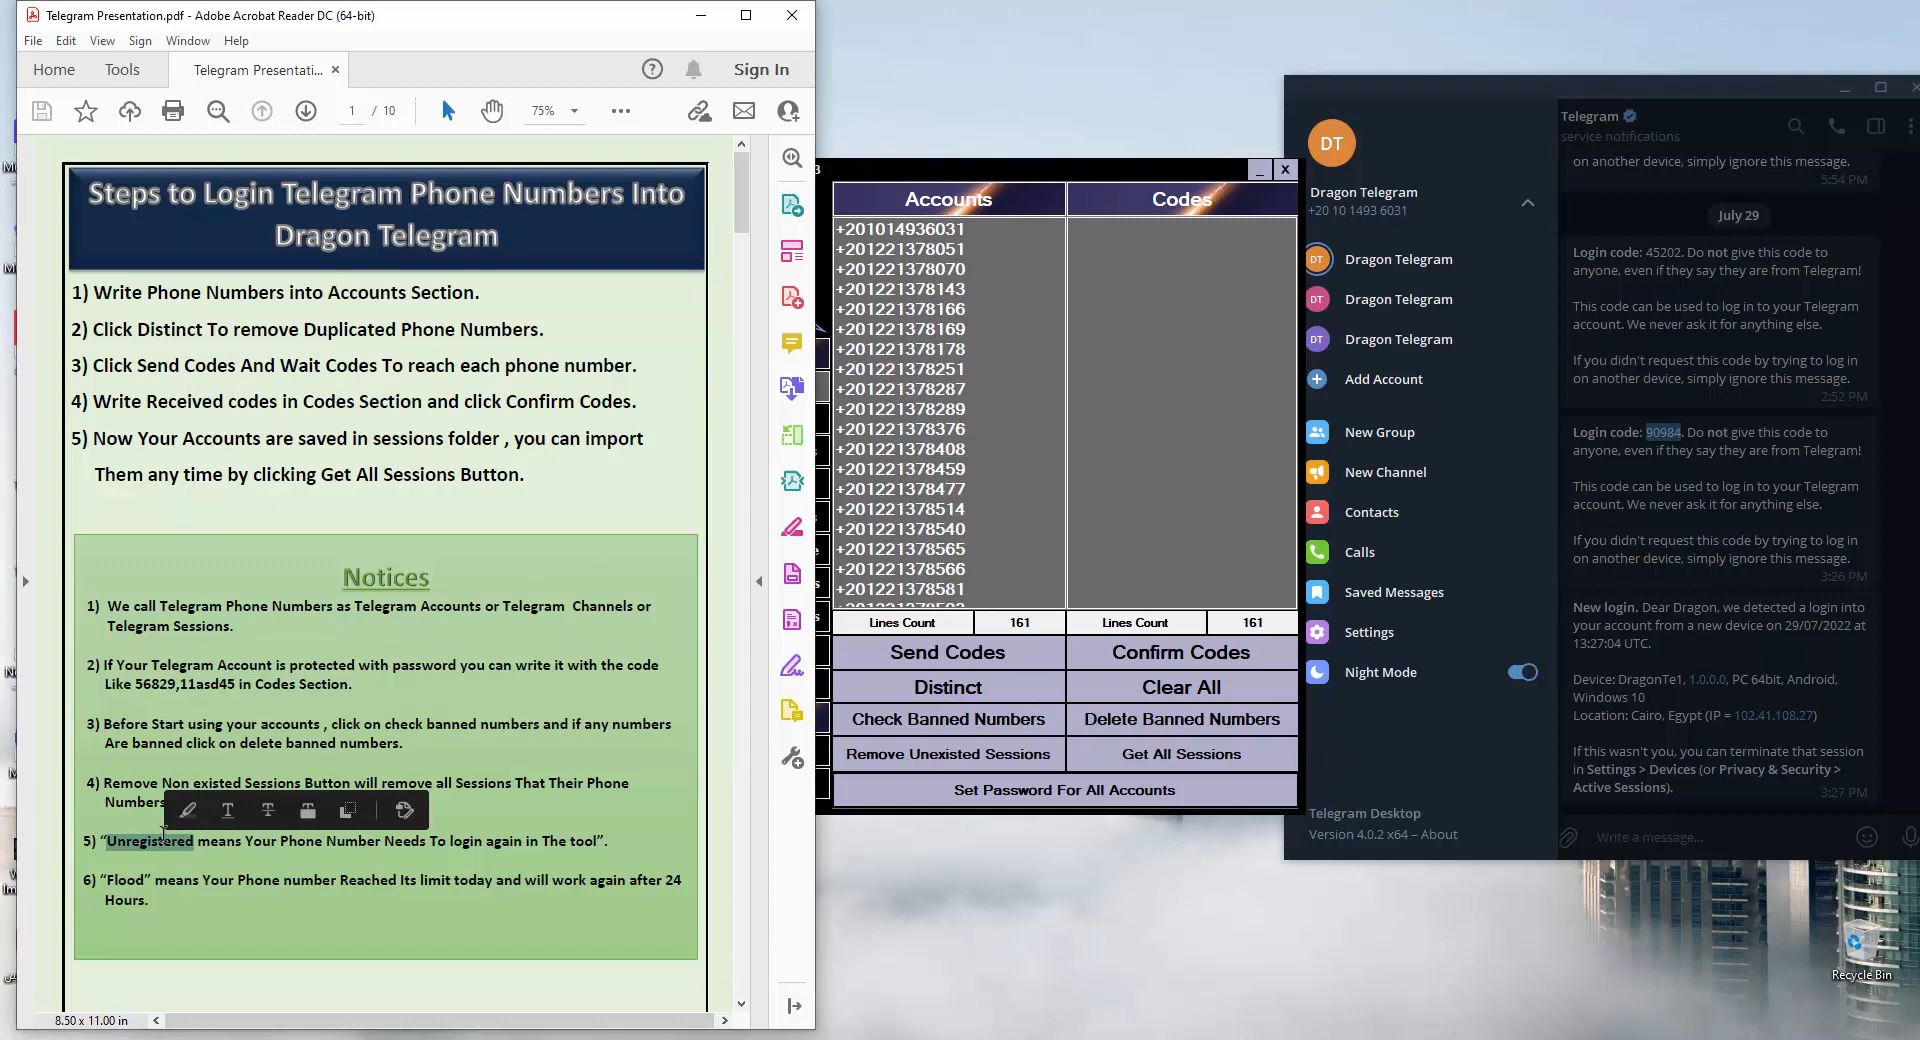 Telegram Presentation.pdf - Adobe Acrobat Reader DC (64-bit)
File Edit View Sign Window Help
Home Tools Telegram Presentati... × Sign In
1 / 10 75%
Steps to Login Telegram Phone Numbers Into
Dragon Telegram
1) Write Phone Numbers into Accounts Section.
2) Click Distinct To remove Duplicated Phone Numbers.
3) Click Send Codes And Wait Codes To reach each phone number.
4) Write Received codes in Codes Section and click Confirm Codes.
5) Now Your Accounts are saved in sessions folder , you can import
Them any time by clicking Get All Sessions Button.
Notices
1) We call Telegram Phone Numbers as Telegram Accounts or Telegram Channels or
Telegram Sessions.
2) If Your Telegram Account is protected with password you can write it with the code
Like 56829,11asd45 in Codes Section.
3) Before Start using your accounts , click on check banned numbers and if any numbers
Are banned click on delete banned numbers.
4) Remove Non existed Sessions Button will remove all Sessions That Their Phone
Numbers
5) “Unregistered means Your Phone Number Needs To login again in The tool”.
6) “Flood” means Your Phone number Reached Its limit today and will work again after 24
Hours.
8.50 x 11.00 in
Accounts Codes
+201014936031
+201221378051
+201221378070
+201221378143
+201221378166
+201221378169
+201221378178
+201221378251
+201221378287
+201221378289
+201221378376
+201221378408
+201221378459
+201221378477
+201221378514
+201221378540
+201221378565
+201221378566
+201221378581
Lines Count 161 Lines Count 161
Send Codes Confirm Codes
Distinct Clear All
Check Banned Numbers Delete Banned Numbers
Remove Unexisted Sessions Get All Sessions
Set Password For All Accounts
DT
Dragon Telegram
+20 10 1493 6031
DT Dragon Telegram
DT Dragon Telegram
DT Dragon Telegram
Add Account
New Group
New Channel
Contacts
Calls
Saved Messages
Settings
Night Mode
Telegram Desktop
Version 4.0.2 x64 – About
Telegram
service notifications
on another device, simply ignore this message.
5:54 PM
July 29
Login code: 45202. Do not give this code to
anyone, even if they say they are from Telegram!
This code can be used to log in to your Telegram
account. We never ask it for anything else.
If you didn't request this code by trying to log in
on another device, simply ignore this message.
2:52 PM
Login code: 90984. Do not give this code to
anyone, even if they say they are from Telegram!
This code can be used to log in to your Telegram
account. We never ask it for anything else.
If you didn't request this code by trying to log in
on another device, simply ignore this message.
3:26 PM
New login. Dear Dragon, we detected a login into
your account from a new device on 29/07/2022 at
13:27:04 UTC.
Device: DragonTe1, 1.0.0.0, PC 64bit, Android,
Windows 10
Location: Cairo, Egypt (IP = 102.41.108.27)
If this wasn't you, you can terminate that session
in Settings > Devices (or Privacy & Security >
Active Sessions).
3:27 PM
Write a message...
Recycle Bin